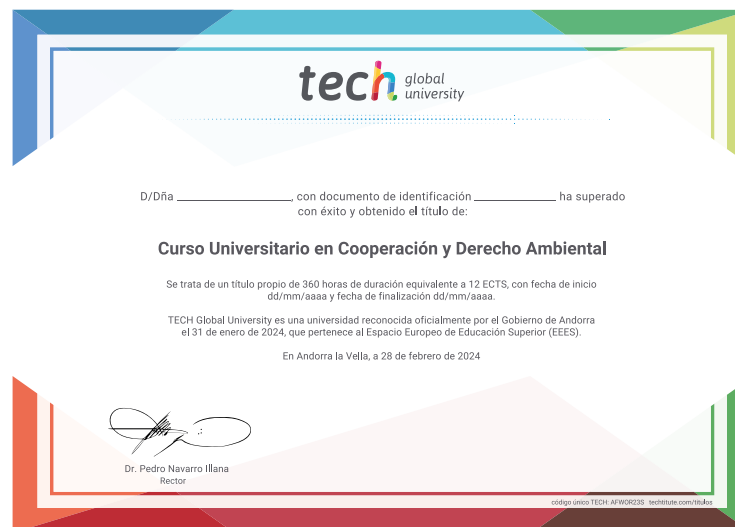 tech global university
D/Dña ____________________, con documento de identificación ______________ ha superado
con éxito y obtenido el título de:
Curso Universitario en Cooperación y Derecho Ambiental
Se trata de un título propio de 360 horas de duración equivalente a 12 ECTS, con fecha de inicio
dd/mm/aaaa y fecha de finalización dd/mm/aaaa.
TECH Global University es una universidad reconocida oficialmente por el Gobierno de Andorra
el 31 de enero de 2024, que pertenece al Espacio Europeo de Educación Superior (EEES).
En Andorra la Vella, a 28 de febrero de 2024
Dr. Pedro Navarro Illana
Rector
código único TECH: AFWOR23S techtitute.com/titulos